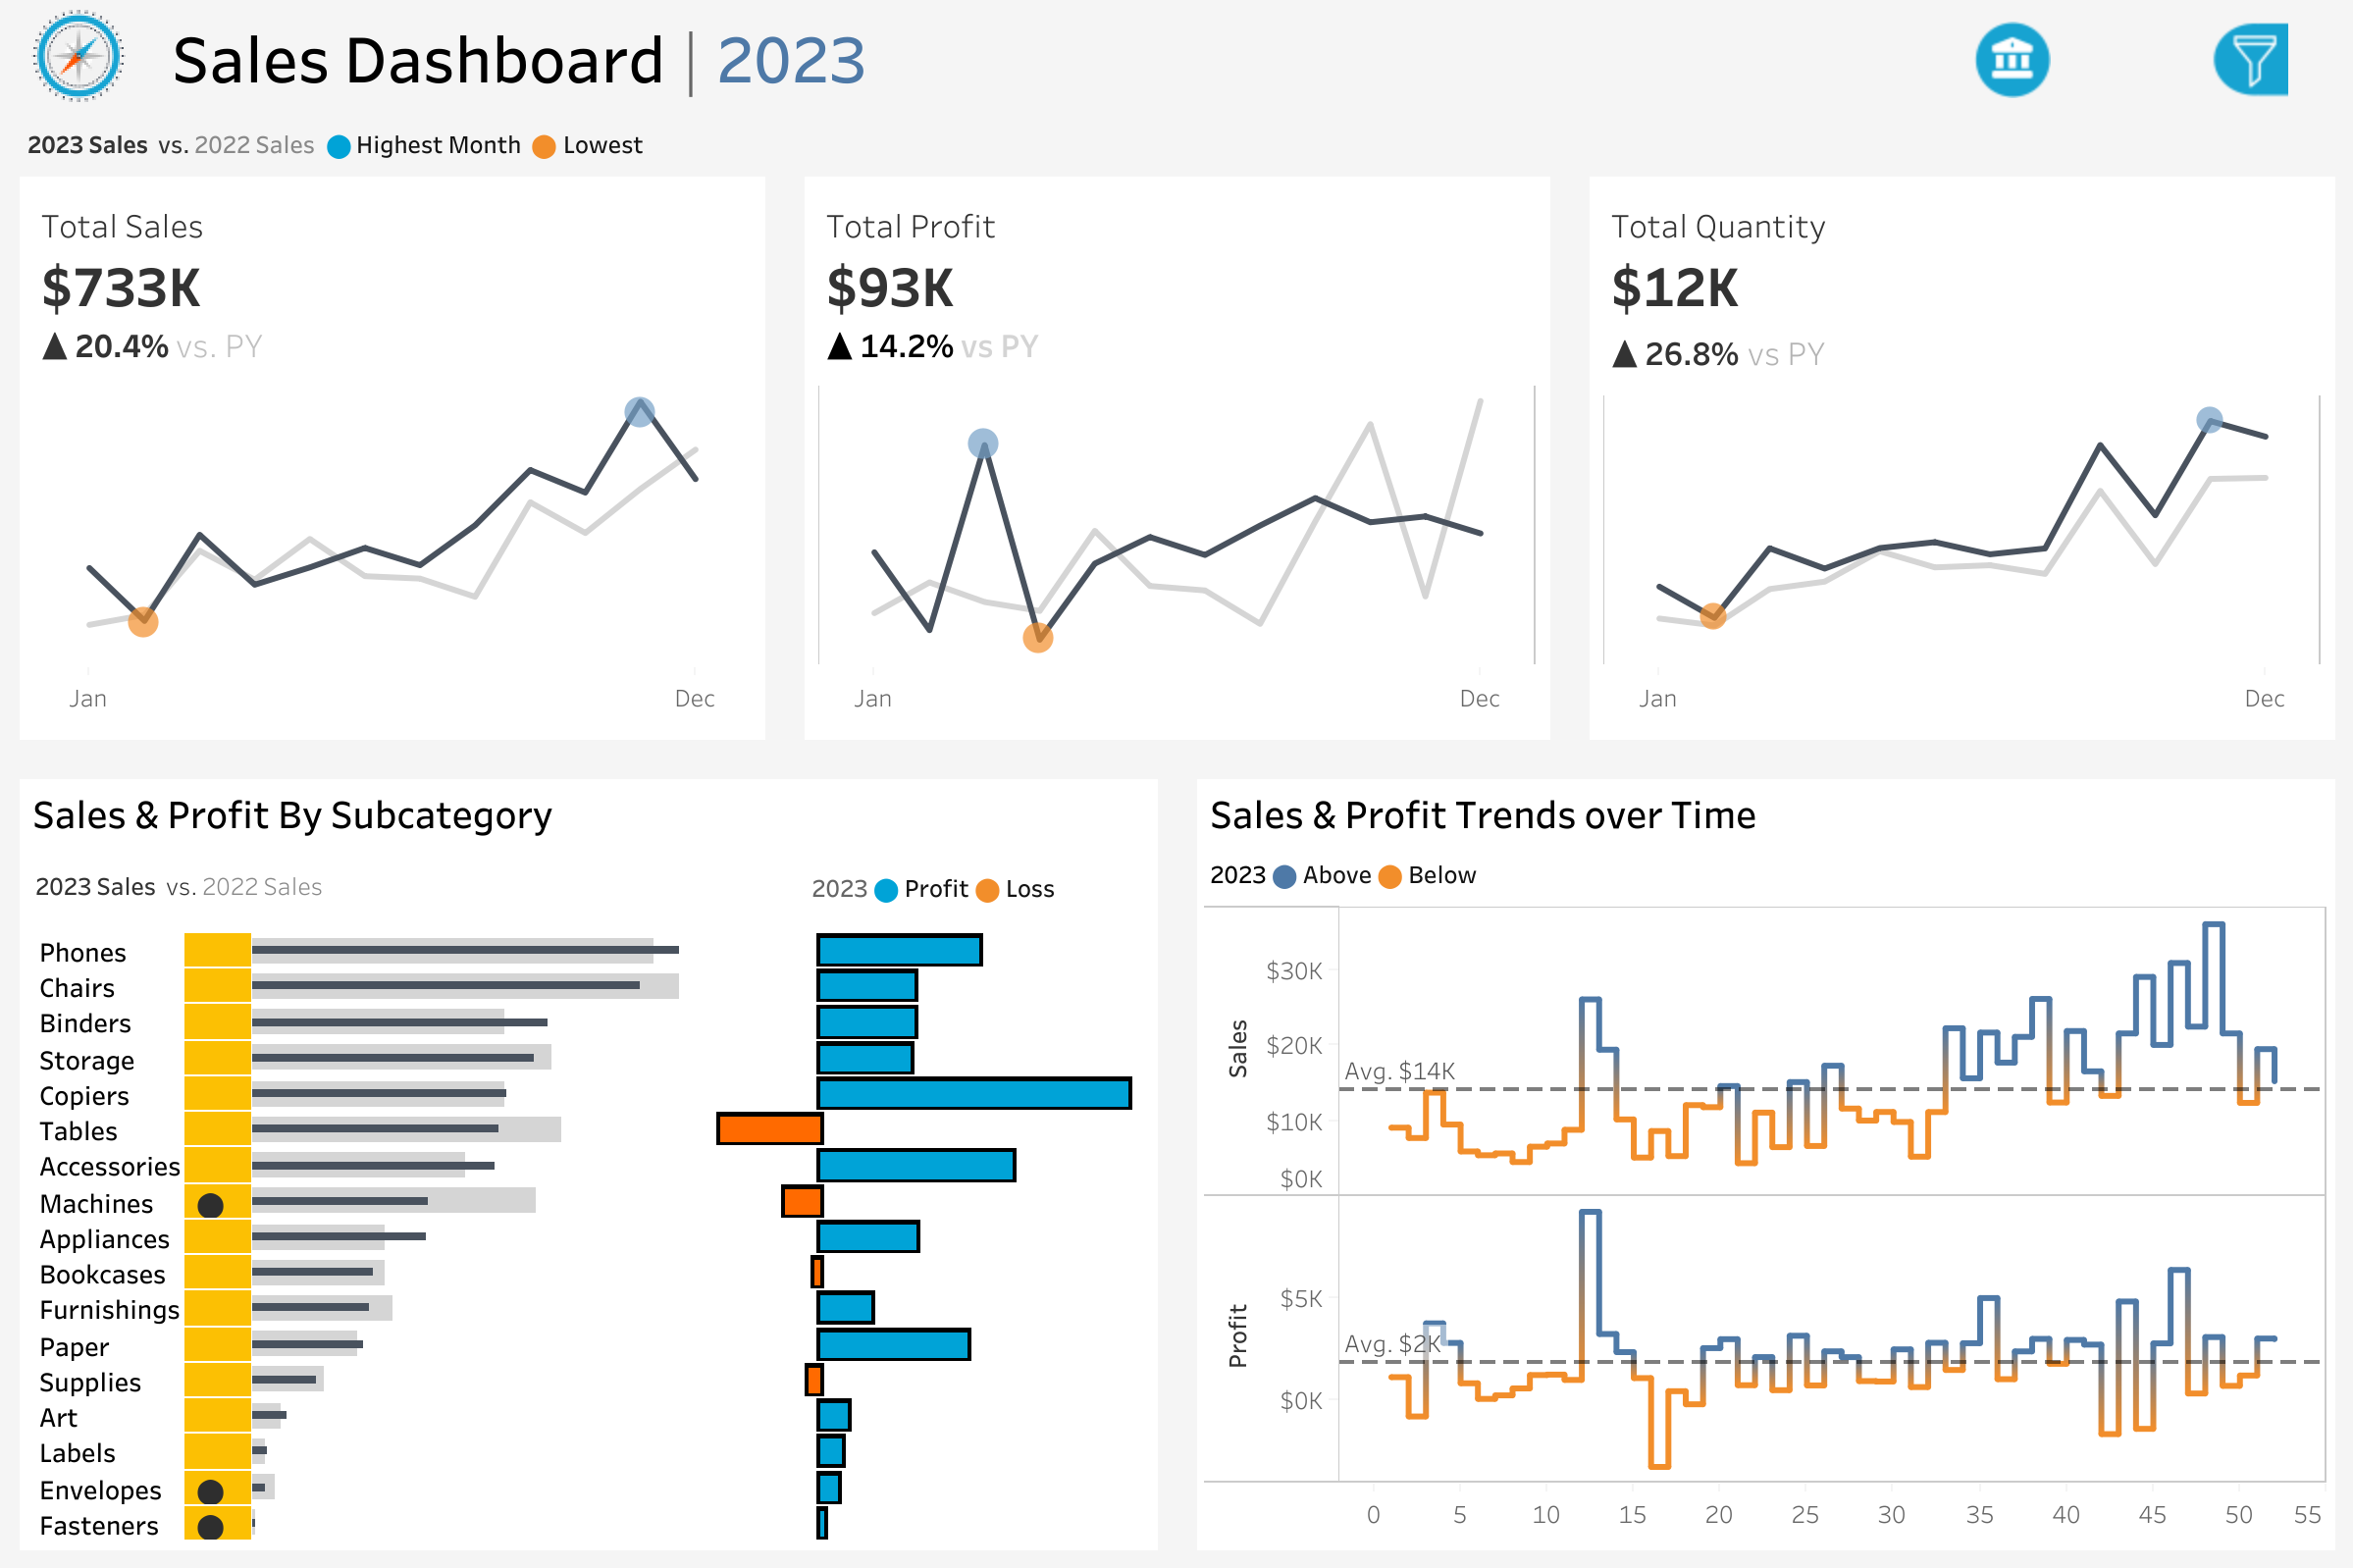 Sales Dashboard | 2023
2023 Sales vs. 2022 Sales Highest Month Lowest
Total Sales
$733K
▲ 20.4% vs. PY
Jan Dec
Total Profit
$93K
▲ 14.2% vs PY
Jan Dec
Total Quantity
$12K
▲ 26.8% vs PY
Jan Dec
Sales & Profit By Subcategory
2023 Sales vs. 2022 Sales
2023 Profit Loss
Phones
Chairs
Binders
Storage
Copiers
Tables
Accessories
Machines
Appliances
Bookcases
Furnishings
Paper
Supplies
Art
Labels
Envelopes
Fasteners
Sales & Profit Trends over Time
2023 Above Below
Sales
$30K
$20K
$10K
$0K
Avg. $14K
Profit
$5K
$0K
Avg. $2K
0 5 10 15 20 25 30 35 40 45 50 55